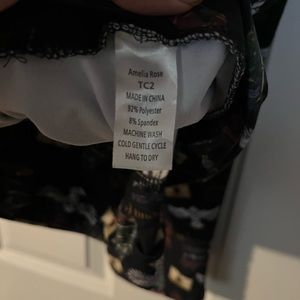 Amelia Rose
TC2
MADE IN CHINA
92% Polyester
8% Spandex
MACHINE WASH
COLD GENTLE CYCLE
HANG TO DRY